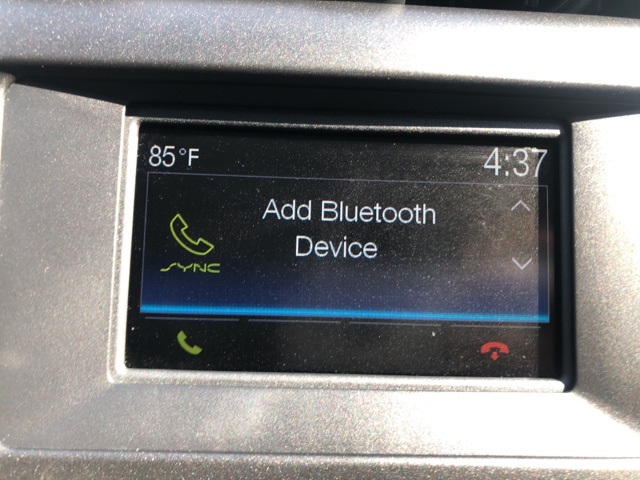 85°F 4:37
Add Bluetooth
Device
SYNC